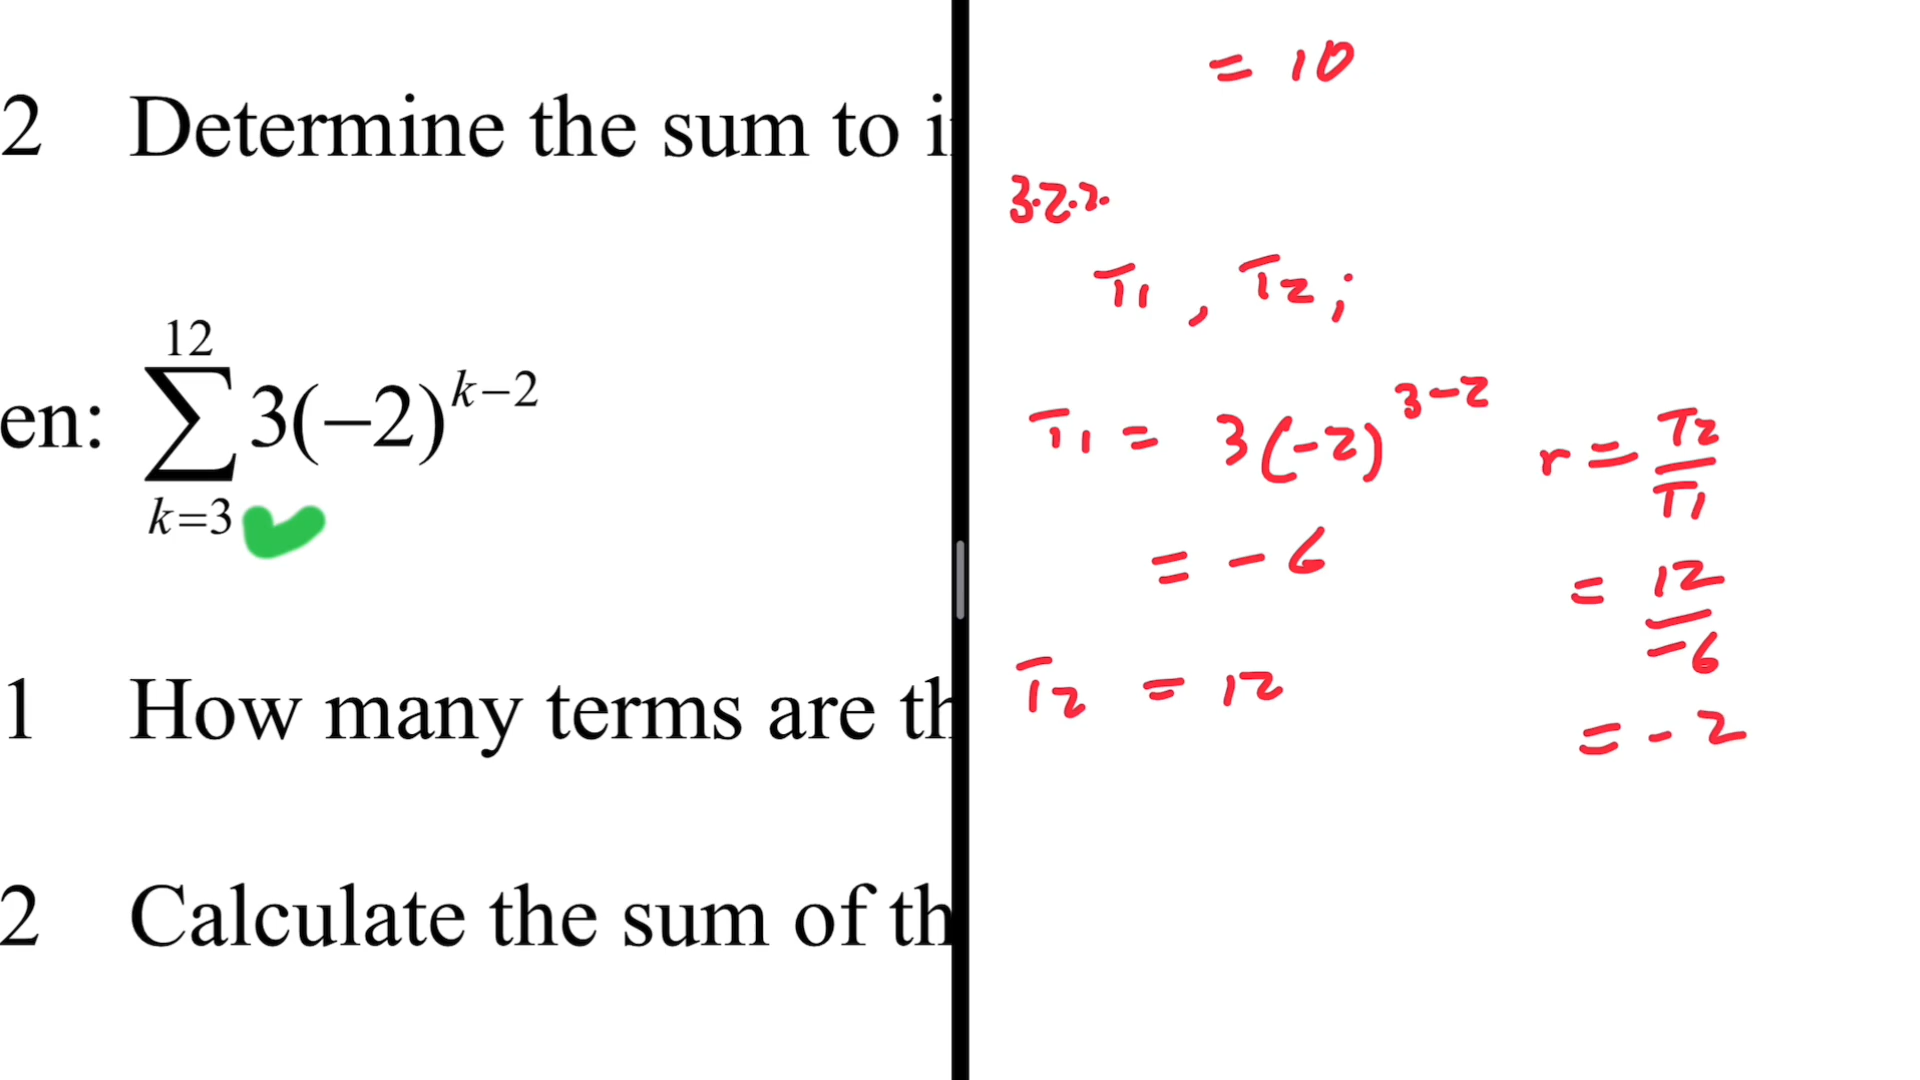 2 Determine the sum to i
12
en: ∑ 3(−2)^{k−2}
k=3
1 How many terms are th
2 Calculate the sum of th
= 10
3.2.2.
T1 , T2 ;
T1 = 3(-2)^{3-2}
= -6
T2 = 12
r = T2/T1
= 12/-6
= -2